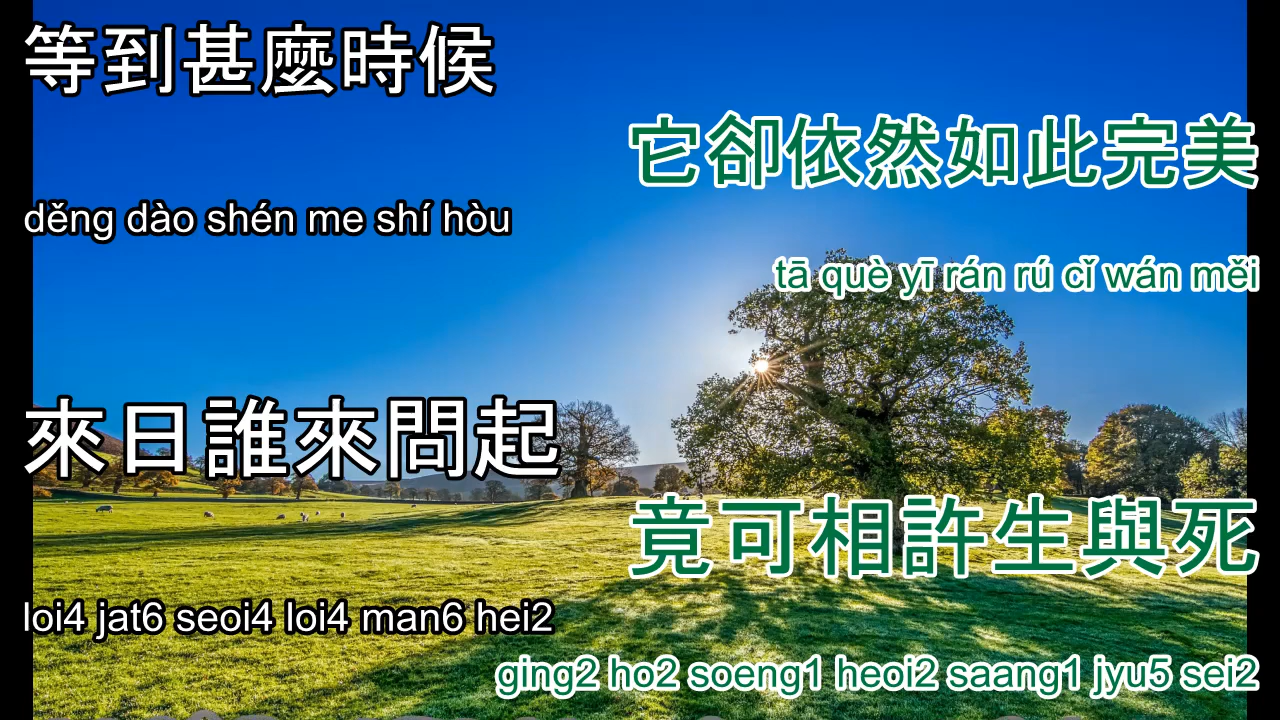 等到甚麼時候
它卻依然如此完美
děng dào shén me shí hòu
tā què yī rán rú cǐ wán měi
來日誰來問起
竟可相許生與死
loi4 jat6 seoi4 loi4 man6 hei2
ging2 ho2 soeng1 heoi2 saang1 jyu5 sei2